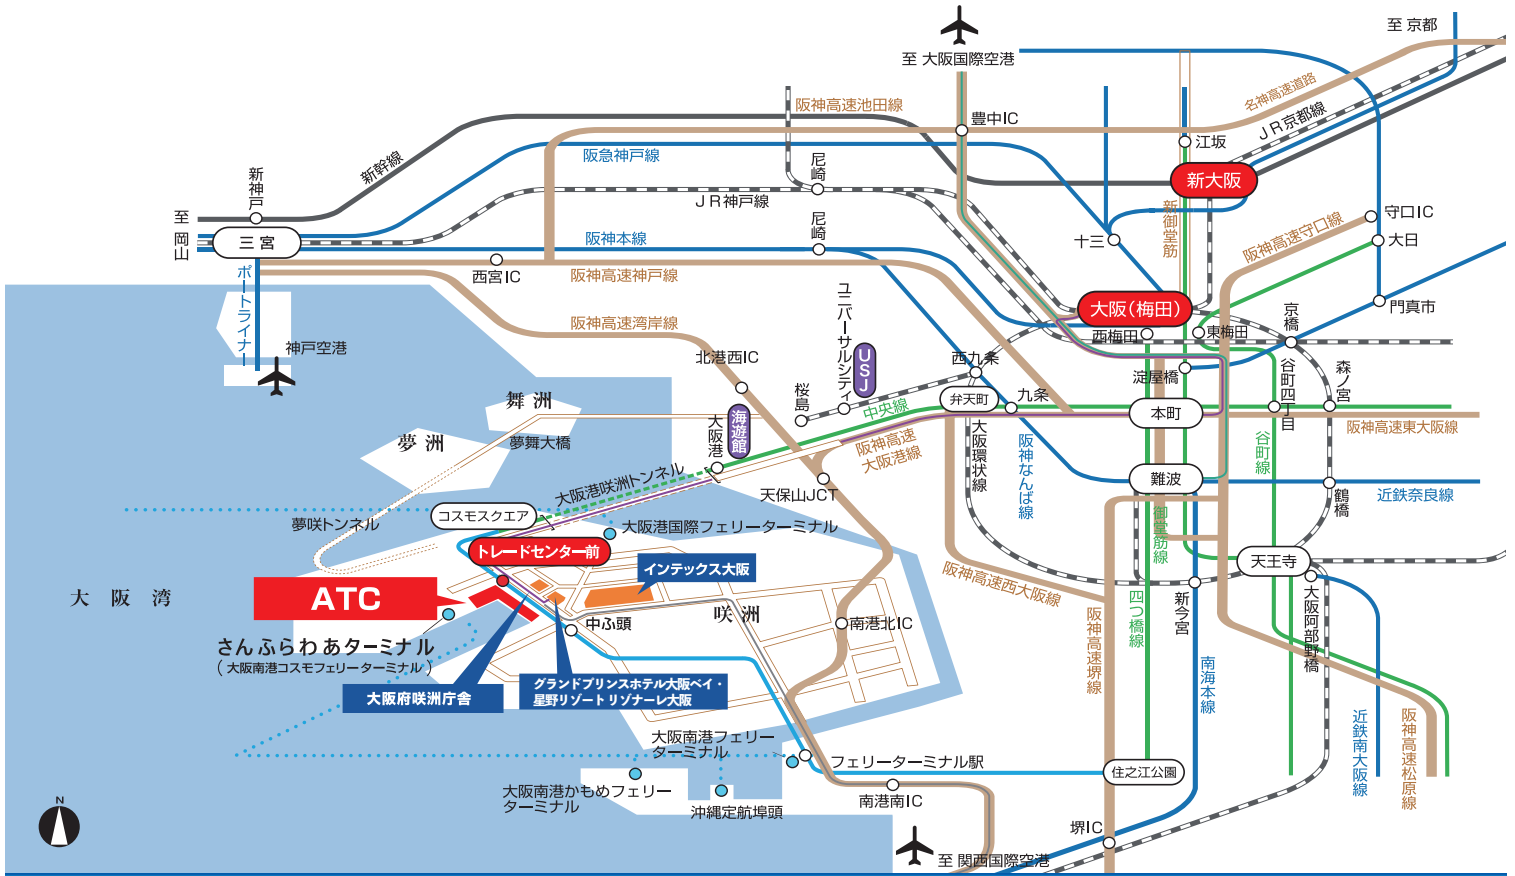 至 京都
至 大阪国際空港
名神高速道路
阪神高速池田線
豊中IC
JR京都線
江坂
阪急神戸線
尼崎
新幹線
新神戸
新大阪
JR神戸線
新御堂筋
守口IC
至
岡山
三宮
阪神本線
尼崎
十三
阪神高速守口線
大日
西宮IC
阪神高速神戸線
ポートライナー
ユニバーサルシティ
大阪(梅田)
京橋
門真市
阪神高速湾岸線
西梅田
東梅田
神戸空港
北港西IC
USJ
西九条
淀屋橋
谷町四丁目
森ノ宮
桜島
弁天町
九条
本町
舞洲
海遊館
中央線
大阪港
阪神高速
大阪港線
大阪環状線
阪神なんば線
谷町線
阪神高速東大阪線
夢洲
夢舞大橋
大阪港咲洲トンネル
天保山JCT
難波
鶴橋
近鉄奈良線
コスモスクエア
夢咲トンネル
大阪港国際フェリーターミナル
御堂筋線
トレードセンター前
インテックス大阪
阪神高速西大阪線
天王寺
大阪湾
ATC
咲洲
四つ橋線
新今宮
大阪阿部野橋
中ふ頭
南港北IC
阪神高速堺線
さんふらわあターミナル
(大阪南港コスモフェリーターミナル)
南海本線
大阪府咲洲庁舎
グランドプリンスホテル大阪ベイ・
星野リゾート リゾナーレ大阪
近鉄南大阪線
阪神高速松原線
大阪南港フェリー
ターミナル
フェリーターミナル駅
住之江公園
大阪南港かもめフェリー
ターミナル
沖縄定航埠頭
南港南IC
N
堺IC
至 関西国際空港